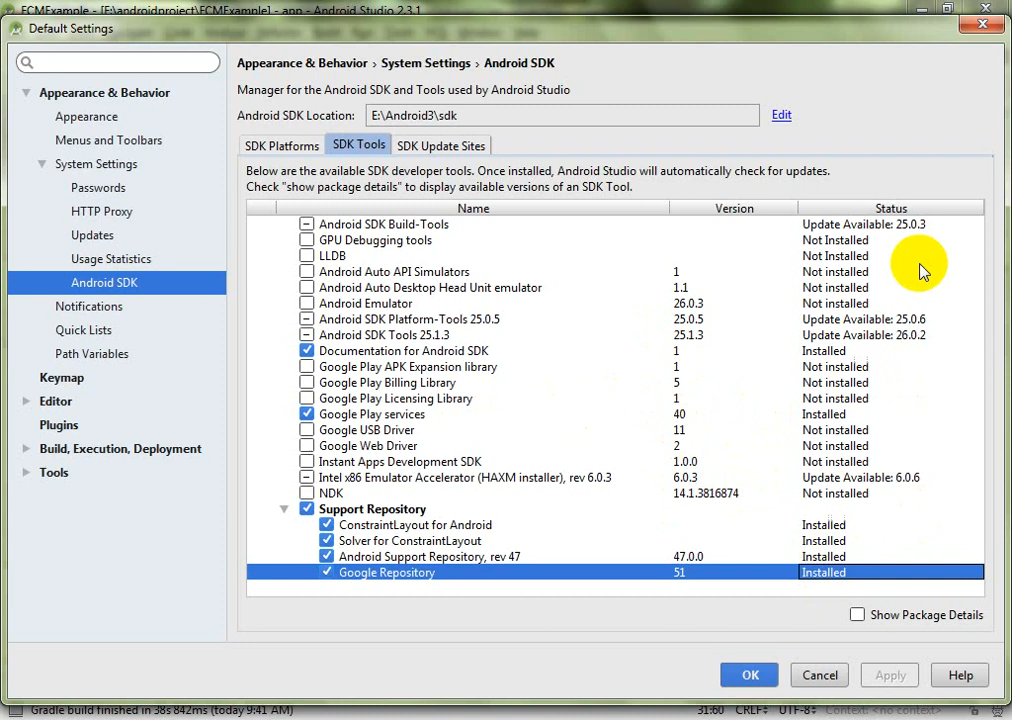 FCMExample - [E:\androidproject\FCMExample] - app - Android Studio 2.3.1
Default Settings
Appearance & Behavior
Appearance
Menus and Tooolbars
System Settings
Passwords
HTTP Proxy
Updates
Usage Statistics
Android SDK
Notifications
Quick Lists
Path Variables
Keymap
Editor
Plugins
Build, Execution, Deployment
Tools
Appearance & Behavior › System Settings › Android SDK
Manager for the Android SDK and Tools used by Android Studio
Android SDK Location: E:\Android3\sdk Edit
SDK Platforms SDK Tools SDK Update Sites
Below are the available SDK developer tools. Once installed, Android Studio will automatically check for updates.
Check "show package details" to display available versions of an SDK Tool.
Name Version Status
Android SDK Build-Tools Update Available: 25.0.3
GPU Debugging tools Not Installed
LLDB Not Installed
Android Auto API Simulators 1 Not installed
Android Auto Desktop Head Unit emulator 1.1 Not installed
Android Emulator 26.0.3 Not installed
Android SDK Platform-Tools 25.0.5 25.0.5 Update Available: 25.0.6
Android SDK Tools 25.1.3 25.1.3 Update Available: 26.0.2
Documentation for Android SDK 1 Installed
Google Play APK Expansion library 1 Not installed
Google Play Billing Library 5 Not installed
Google Play Licensing Library 1 Not installed
Google Play services 40 Installed
Google USB Driver 11 Not installed
Google Web Driver 2 Not installed
Instant Apps Development SDK 1.0.0 Not installed
Intel x86 Emulator Accelerator (HAXM installer), rev 6.0.3 6.0.3 Update Available: 6.0.6
NDK 14.1.3816874 Not installed
Support Repository
ConstraintLayout for Android Installed
Solver for ConstraintLayout Installed
Android Support Repository, rev 47 47.0.0 Installed
Google Repository 51 Installed
Show Package Details
OK Cancel Apply Help
Gradle build finished in 38s 842ms (today 9:41 AM) 31:60 CRLF÷ UTF-8÷ Context: <no context>